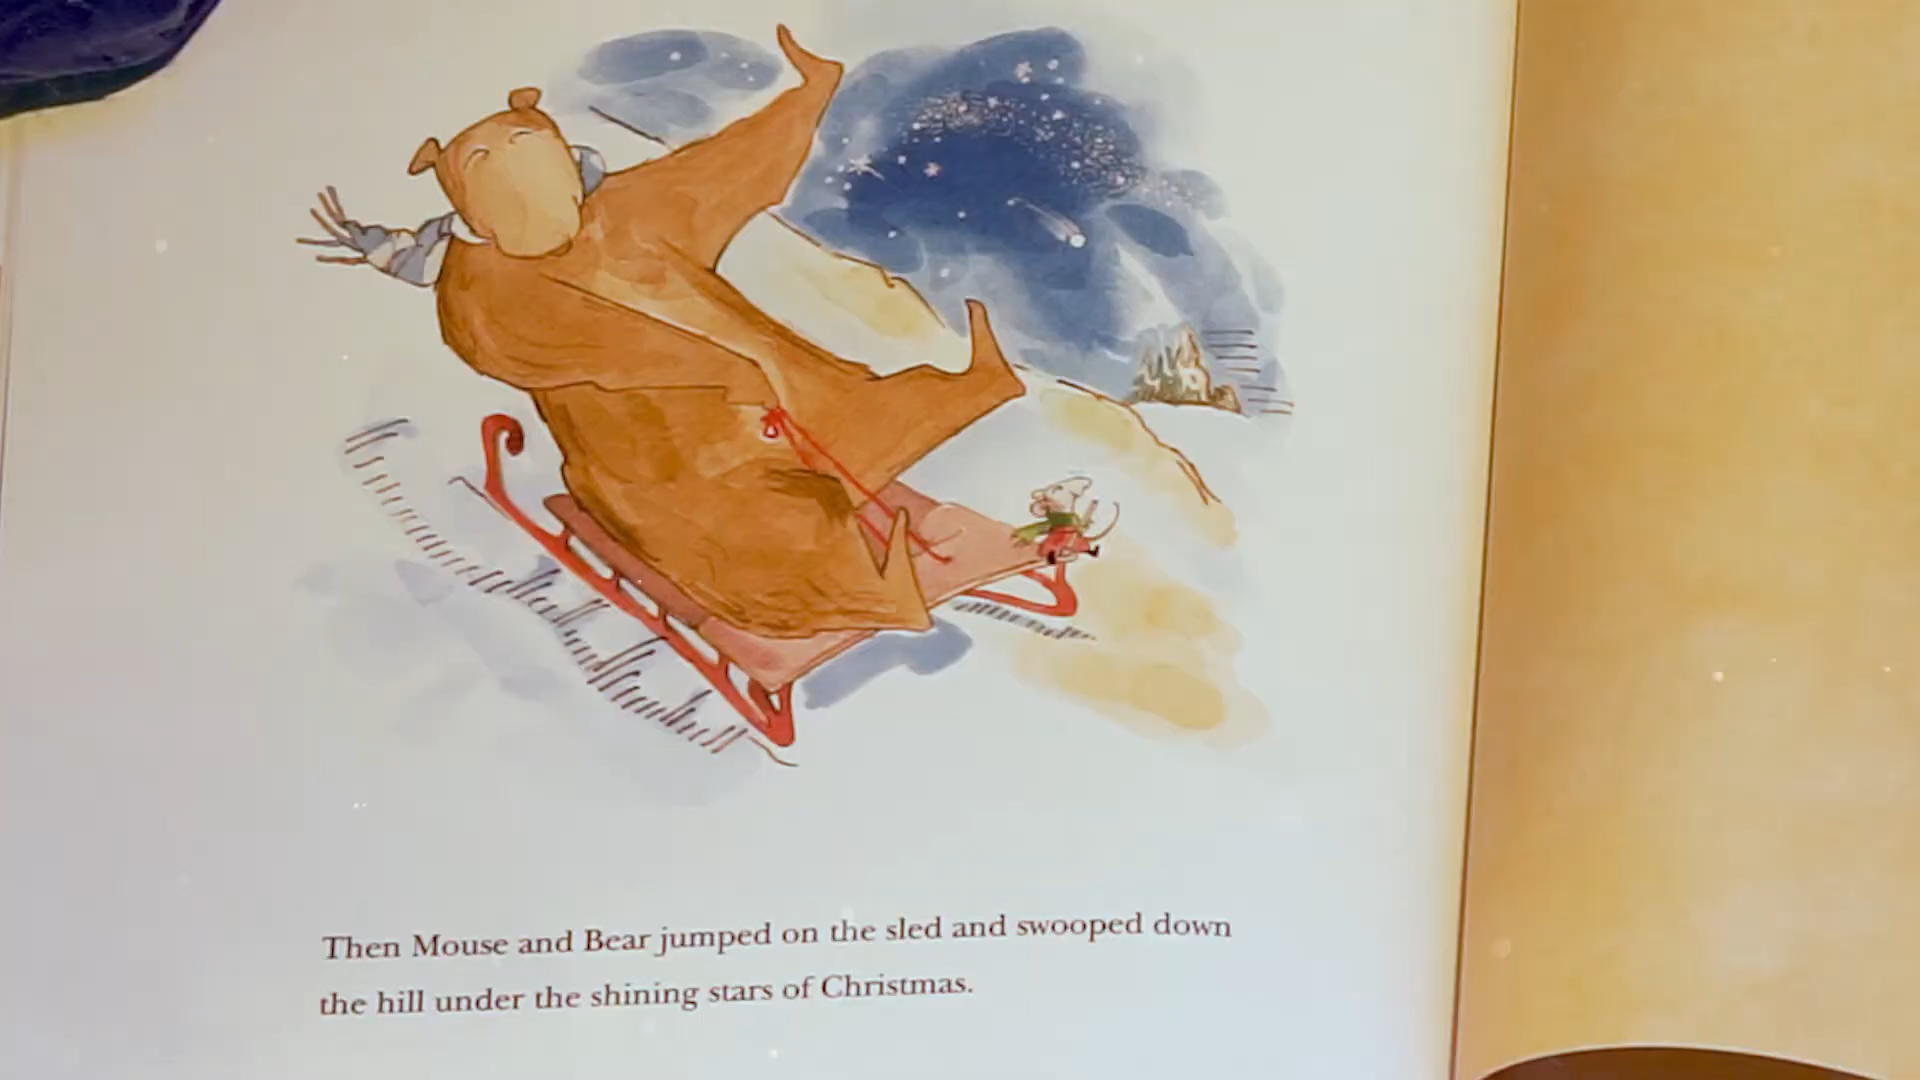 Then Mouse and Bear jumped on the sled and swooped down
the hill under the shining stars of Christmas.